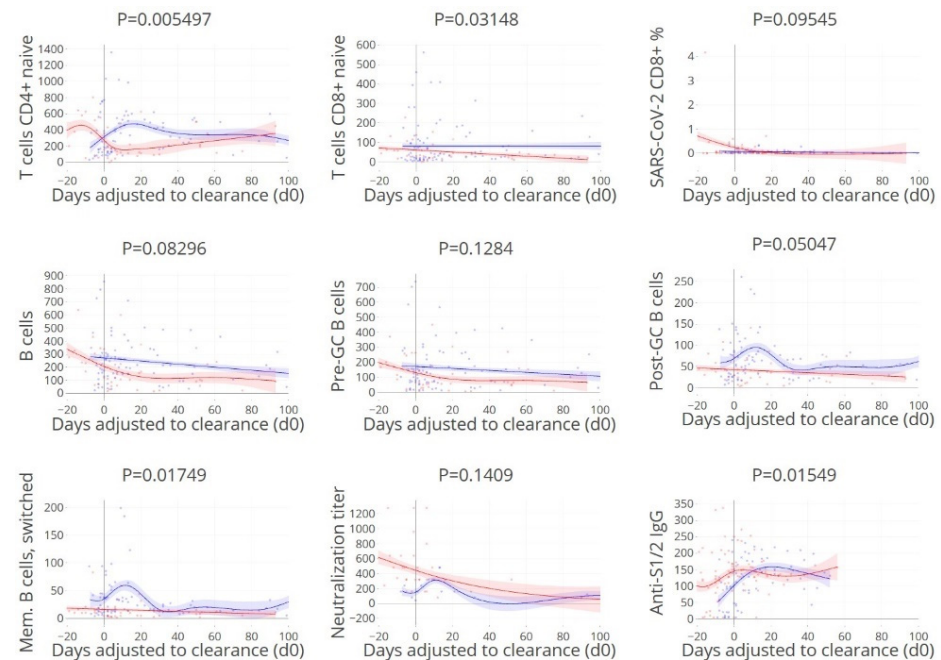 P=0.005497
T cells CD4+ naive
1400
1200
1000
800
600
400
200
0
−20 0 20 40 60 80 100
Days adjusted to clearance (d0)
P=0.03148
T cells CD8+ naive
600
500
400
300
200
100
0
−20 0 20 40 60 80 100
Days adjusted to clearance (d0)
P=0.09545
SARS-CoV-2 CD8+ %
4
3
2
1
0
−20 0 20 40 60 80 100
Days adjusted to clearance (d0)
P=0.08296
B cells
900
800
700
600
500
400
300
200
100
0
−20 0 20 40 60 80 100
Days adjusted to clearance (d0)
P=0.1284
Pre-GC B cells
700
600
500
400
300
200
100
0
−20 0 20 40 60 80 100
Days adjusted to clearance (d0)
P=0.05047
Post-GC B cells
250
200
150
100
50
0
−20 0 20 40 60 80 100
Days adjusted to clearance (d0)
P=0.01749
Mem. B cells, switched
200
150
100
50
0
−20 0 20 40 60 80 100
Days adjusted to clearance (d0)
P=0.1409
Neutralization titer
1200
1000
800
600
400
200
0
−200
−20 0 20 40 60 80 100
Days adjusted to clearance (d0)
P=0.01549
Anti-S1/2 IgG
350
300
250
200
150
100
50
0
−20 0 20 40 60 80 100
Days adjusted to clearance (d0)